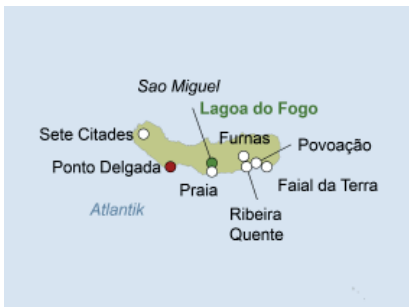 Sao Miguel
Lagoa do Fogo
Sete Citades
Furnas
Povoação
Ponto Delgada
Praia
Faial da Terra
Atlantik
Ribeira
Quente